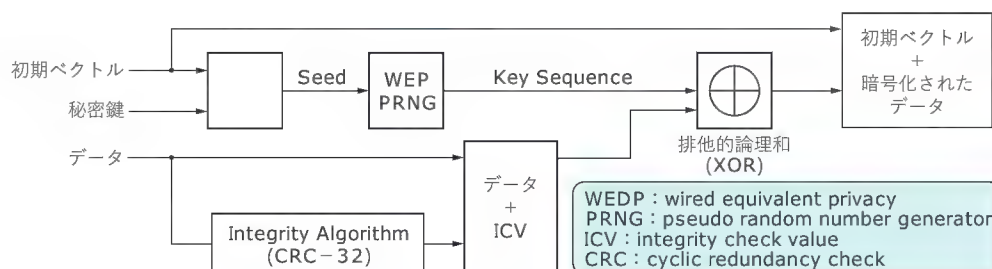 初期ベクトル
秘密鍵
データ
Seed
WEP
PRNG
Key Sequence
排他的論理和
(XOR)
初期ベクトル
+
暗号化された
データ
Integrity Algorithm
(CRC-32)
データ
+
ICV
WEDP:wired equivalent privacy
PRNG:pseudo random number generator
ICV:integrity check value
CRC:cyclic redundancy check